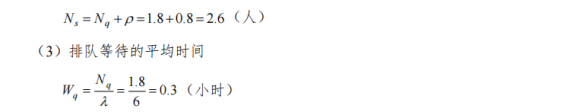 N_s = N_q + ρ = 1.8 + 0.8 = 2.6（人）
（3）排队等待的平均时间
W_q = N_q/λ = 1.8/6 = 0.3（小时）